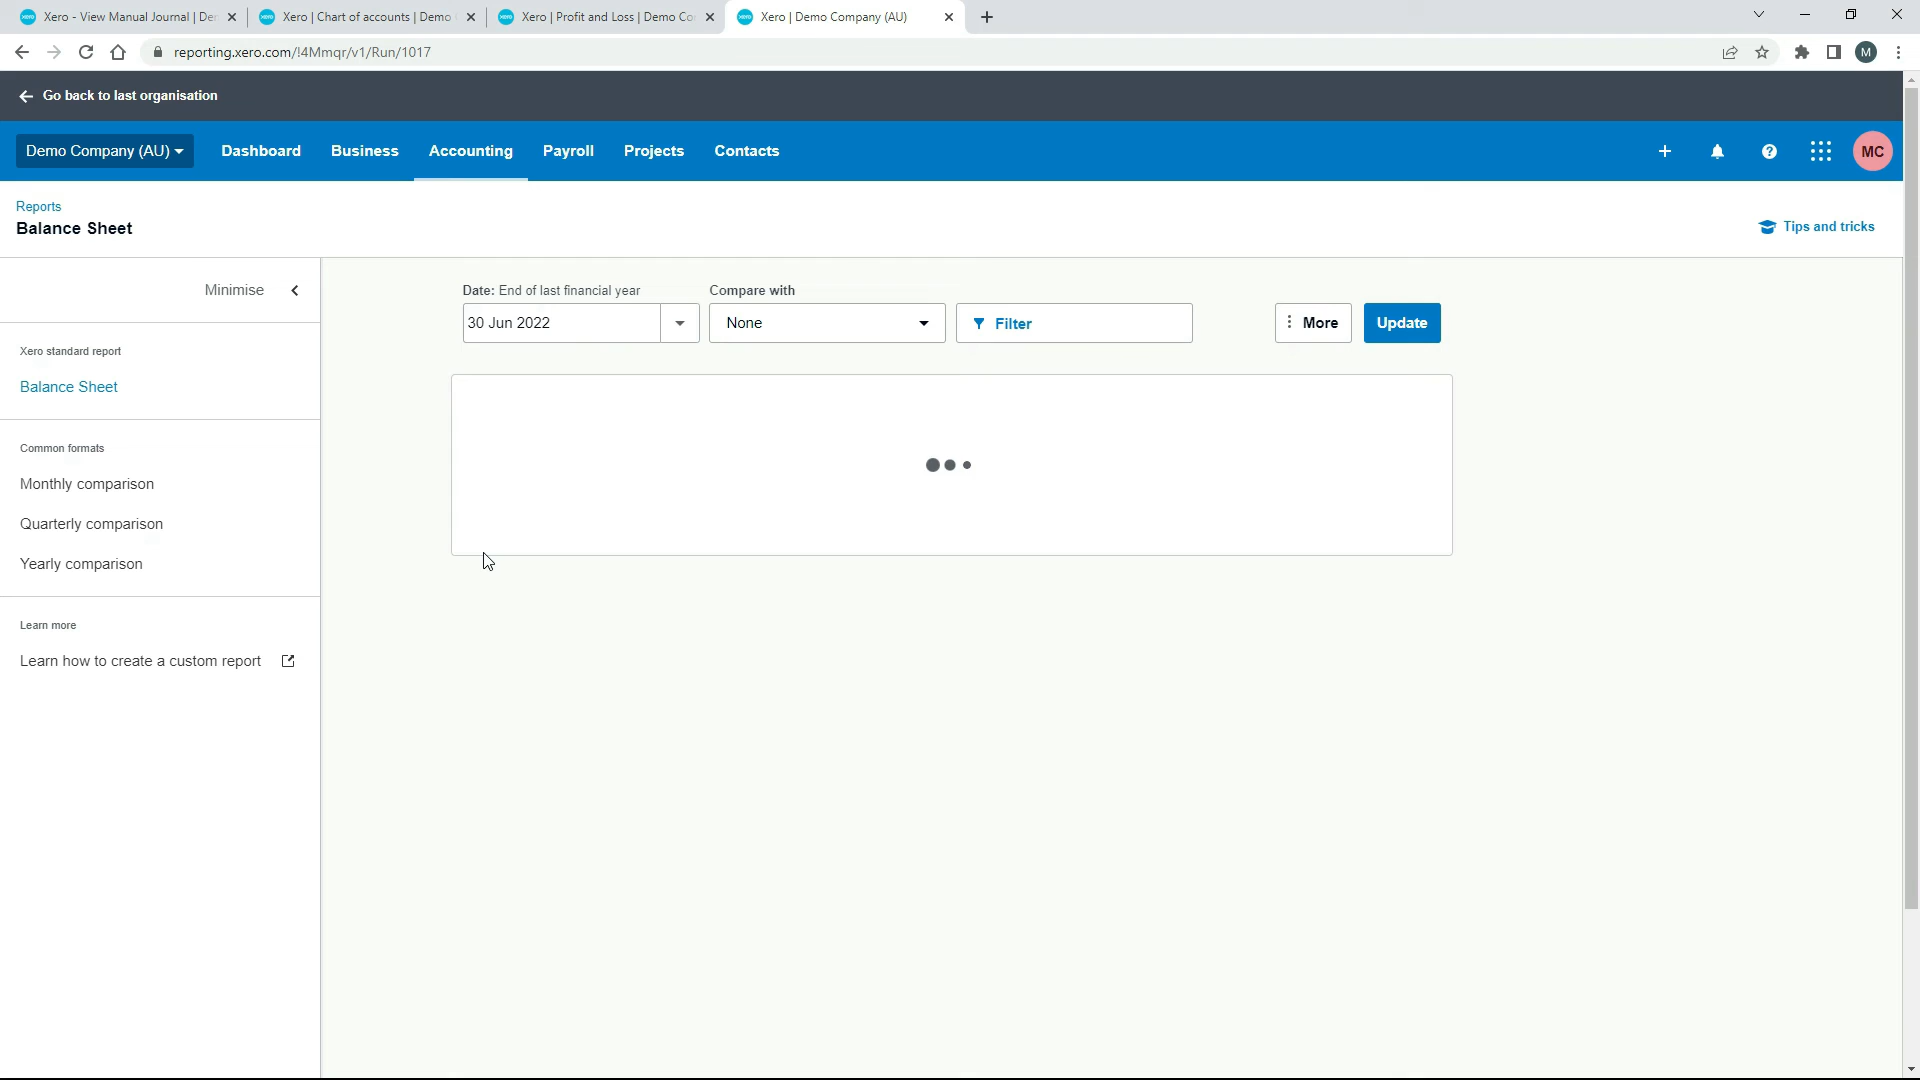 Xero - View Manual Journal | De
Xero | Chart of accounts | Demo
Xero | Profit and Loss | Demo Co
Xero | Demo Company (AU)
reporting.xero.com/!4Mmqr/v1/Run/1017
M
Go back to last organisation
Demo Company (AU)
Dashboard
Business
Accounting
Payroll
Projects
Contacts
MC
Reports
Balance Sheet
Tips and tricks
Minimise
Xero standard report
Balance Sheet
Common formats
Monthly comparison
Quarterly comparison
Yearly comparison
Learn more
Learn how to create a custom report
Date: End of last financial year
Compare with
30 Jun 2022
None
Filter
More
Update